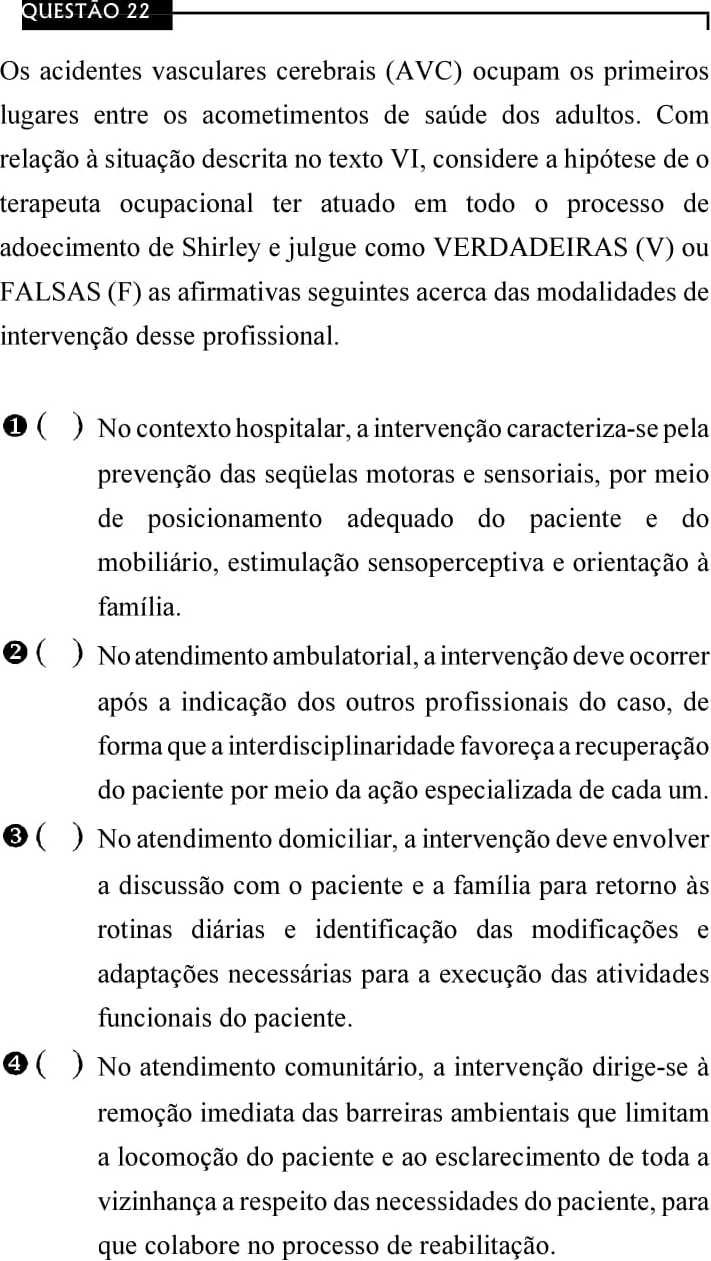 QUESTÃO 22
Os acidentes vasculares cerebrais (AVC) ocupam os primeiros
lugares entre os acometimentos de saúde dos adultos. Com
relação à situação descrita no texto VI, considere a hipótese de o
terapeuta ocupacional ter atuado em todo o processo de
adoecimento de Shirley e julgue como VERDADEIRAS (V) ou
FALSAS (F) as afirmativas seguintes acerca das modalidades de
intervenção desse profissional.
❶ ( ) No contexto hospitalar, a intervenção caracteriza-se pela
prevenção das seqüelas motoras e sensoriais, por meio
de posicionamento adequado do paciente e do
mobiliário, estimulação sensoperceptiva e orientação à
família.
❷ ( ) No atendimento ambulatorial, a intervenção deve ocorrer
após a indicação dos outros profissionais do caso, de
forma que a interdisciplinaridade favoreça a recuperação
do paciente por meio da ação especializada de cada um.
❸ ( ) No atendimento domiciliar, a intervenção deve envolver
a discussão com o paciente e a família para retorno às
rotinas diárias e identificação das modificações e
adaptações necessárias para a execução das atividades
funcionais do paciente.
❹ ( ) No atendimento comunitário, a intervenção dirige-se à
remoção imediata das barreiras ambientais que limitam
a locomoção do paciente e ao esclarecimento de toda a
vizinhança a respeito das necessidades do paciente, para
que colabore no processo de reabilitação.